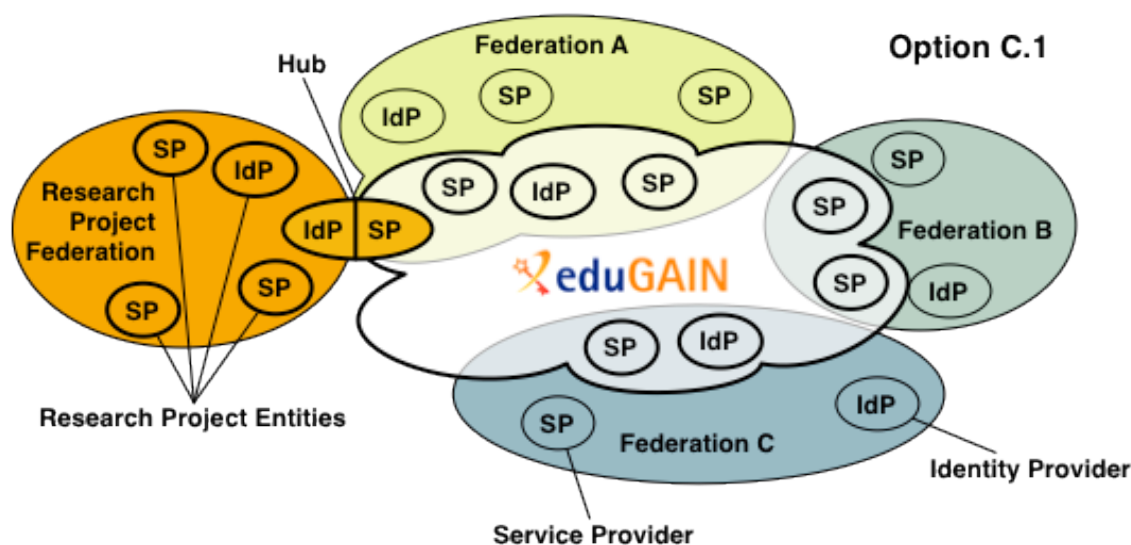 Option C.1
Hub
Federation A
IdP
SP
SP
SP
IdP
SP
Research
Project
Federation
SP
IdP
SP
SP
IdP SP
Research Project Entities
eduGAIN
Federation B
SP
SP
SP
IdP
SP
IdP
SP
IdP
Federation C
Identity Provider
Service Provider